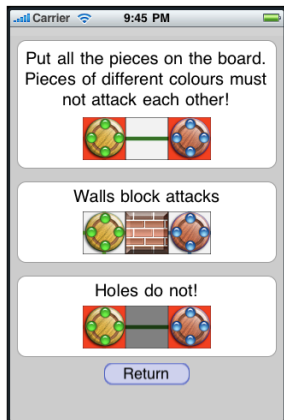 Carrier 9:45 PM
Put all the pieces on the board.
Pieces of different colours must
not attack each other!
Walls block attacks
Holes do not!
Return